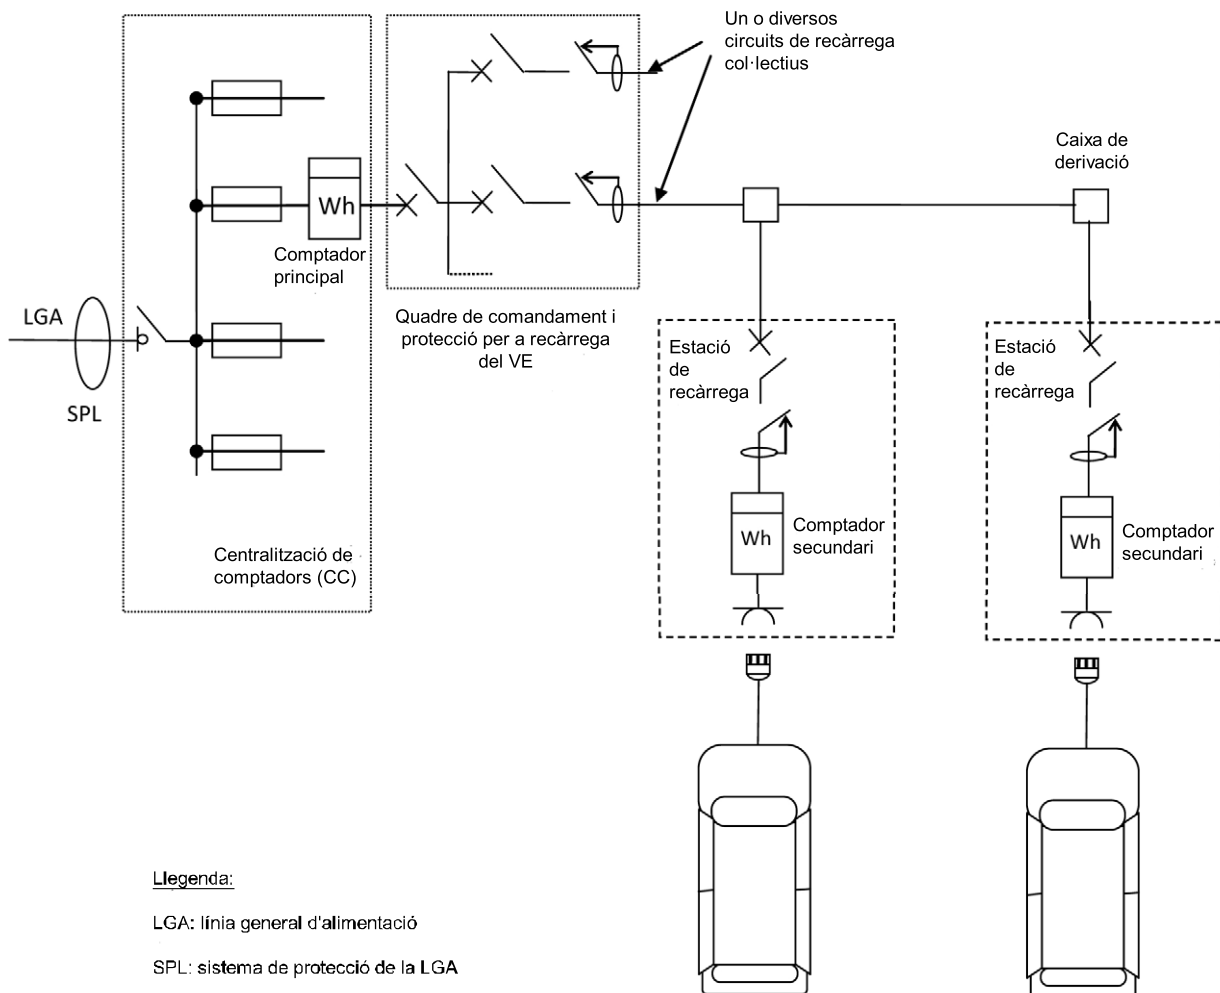 Un o diversos
circuits de recàrrega
col·lectius
Caixa de
derivació
Wh
Comptador
principal
LGA
SPL
Quadre de comandament i
protecció per a recàrrega
del VE
Estació
de
recàrrega
Estació
de
recàrrega
Wh
Comptador
secundari
Wh
Comptador
secundari
Centralització de
comptadors (CC)
Llegenda:
LGA: línia general d'alimentació
SPL: sistema de protecció de la LGA